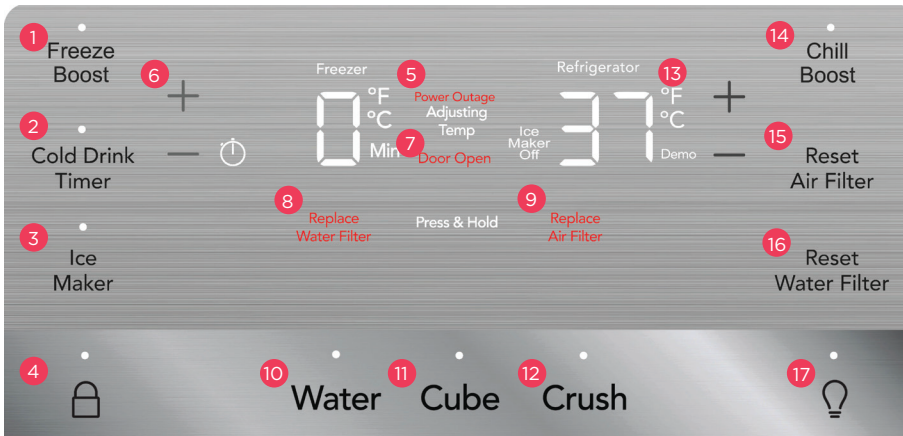 1
Freeze
Boost
6
+
−
2
Cold Drink
Timer
3
Ice
Maker
Freezer
5
0
°F
°C
Min
Power Outage
Adjusting
Temp
7
Door Open
Ice
Maker
Off
Refrigerator
13
37
°F
°C
Demo
+
−
14
Chill
Boost
15
Reset
Air Filter
8
Replace
Water Filter
Press & Hold
9
Replace
Air Filter
16
Reset
Water Filter
4
10
Water
11
Cube
12
Crush
17